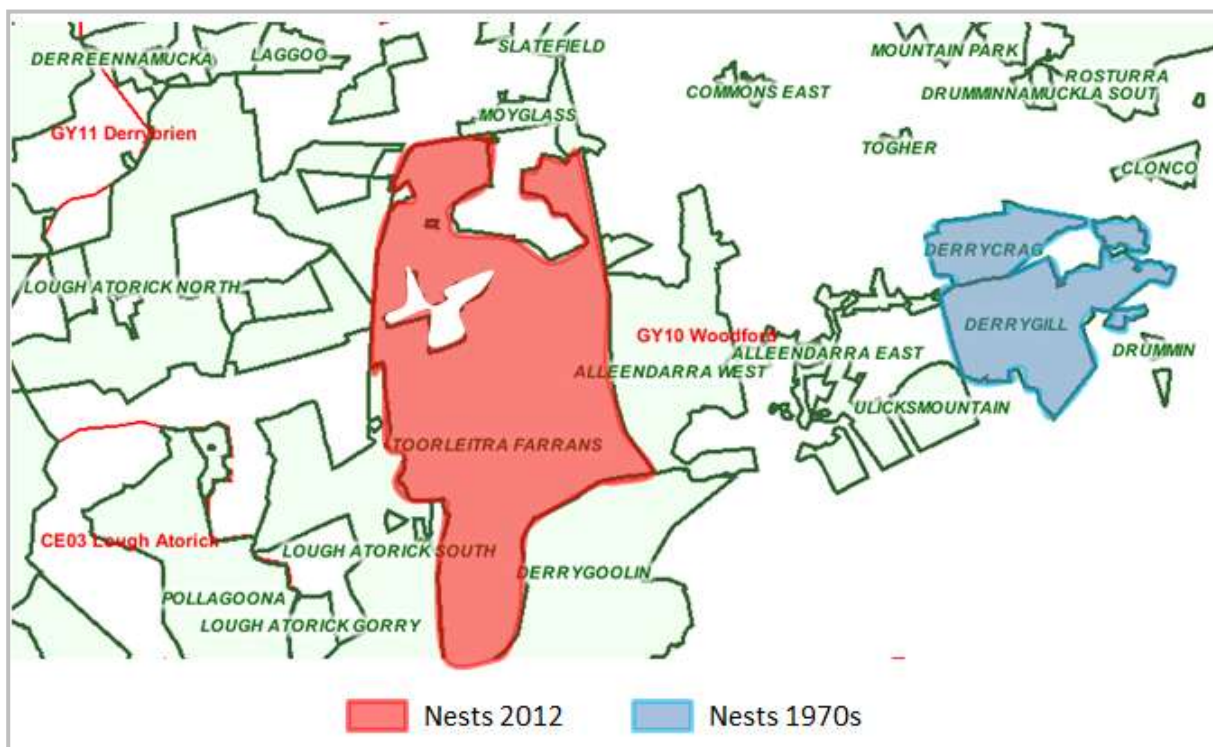 SLATEFIELD
MOUNTAIN PARK
DERREENNAMUCKA
LAGGOO
ROSTURRA
COMMONS EAST
DRUMMINNAMUCKLA SOUT
MOYGLASS
GY11 Derrybrien
TOGHER
CLONCO
DERRYCRAG
LOUGH ATORICK NORTH
DERRYGILL
GY10 Woodford
ALLEENDARRA EAST
DRUMMIN
ALLEENDARRA WEST
ULICKSMOUNTAIN
TOORLEITRA FARRANS
CE03 Lough Atorick
LOUGH ATORICK SOUTH
DERRYGOOLIN
POLLAGOONA
LOUGH ATORICK GORRY
Nests 2012
Nests 1970s